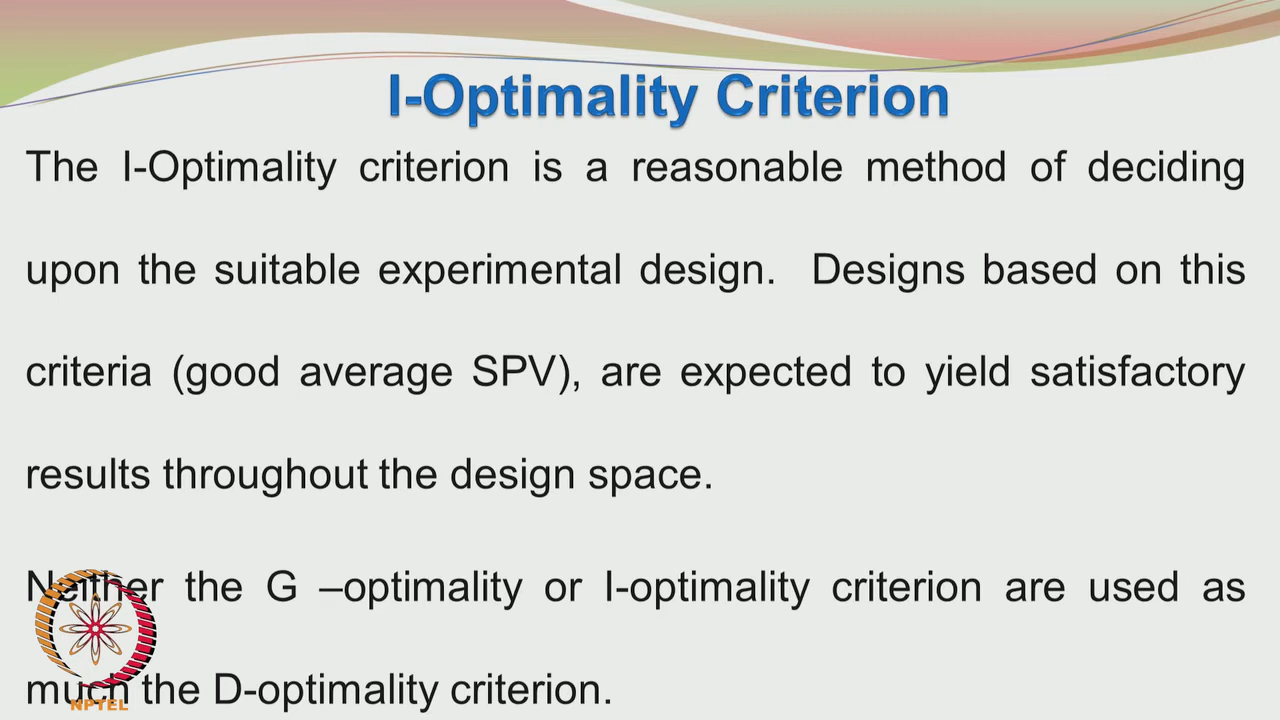 I-Optimality Criterion
The I-Optimality criterion is a reasonable method of deciding
upon the suitable experimental design. Designs based on this
criteria (good average SPV), are expected to yield satisfactory
results throughout the design space.
Neither the G –optimality or I-optimality criterion are used as
much the D-optimality criterion.
NPTEL